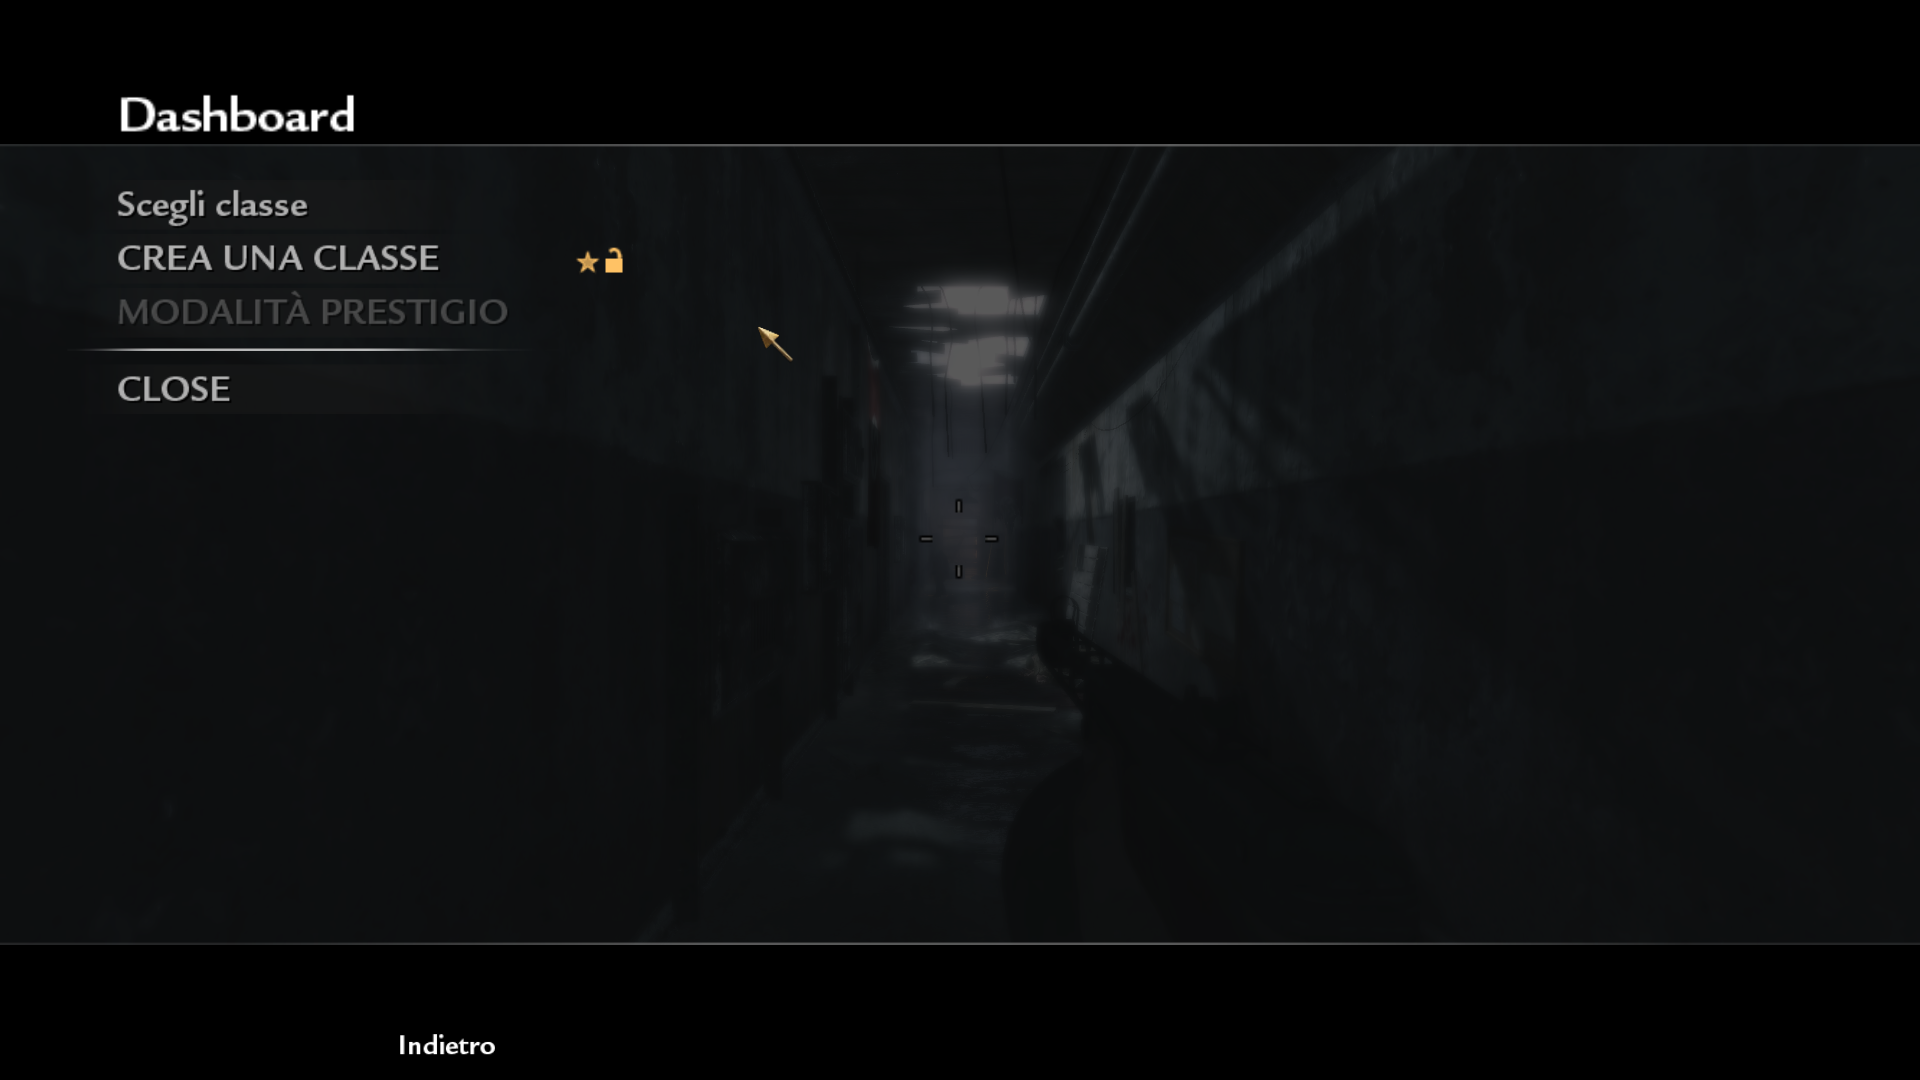 Dashboard
Scegli classe
CREA UNA CLASSE
MODALITÀ PRESTIGIO
CLOSE
Indietro